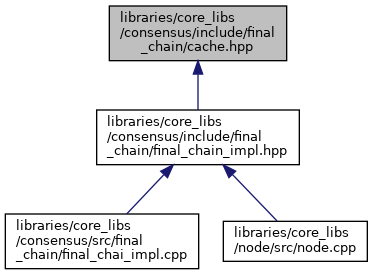 libraries/core_libs
/consensus/include/final
_chain/cache.hpp
libraries/core_libs
/consensus/include/final
_chain/final_chain_impl.hpp
libraries/core_libs
/consensus/src/final
_chain/final_chai_impl.cpp
libraries/core_libs
/node/src/node.cpp